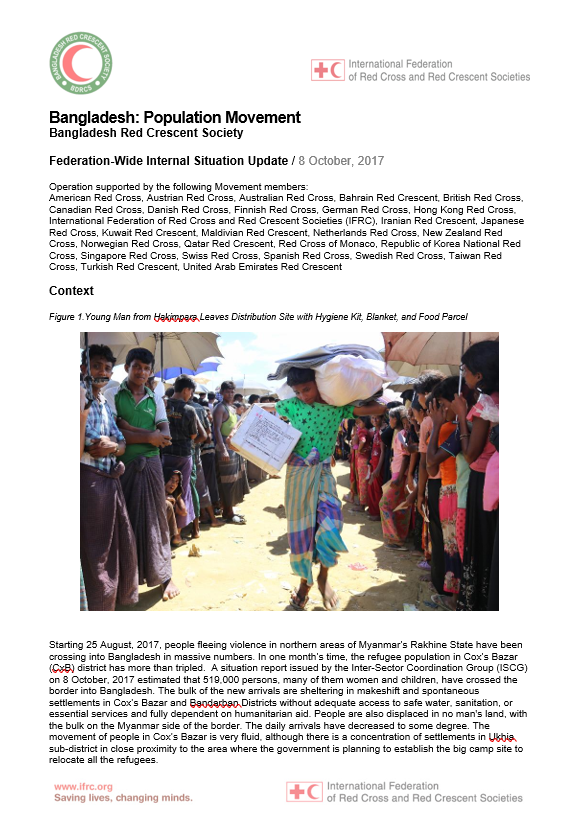 BANGLADESH RED CRESCENT SOCIETY
BDRCS
International Federation
of Red Cross and Red Crescent Societies
Bangladesh: Population Movement
Bangladesh Red Crescent Society
Federation-Wide Internal Situation Update / 8 October, 2017
Operation supported by the following Movement members:
American Red Cross, Austrian Red Cross, Australian Red Cross, Bahrain Red Crescent, British Red Cross,
Canadian Red Cross, Danish Red Cross, Finnish Red Cross, German Red Cross, Hong Kong Red Cross,
International Federation of Red Cross and Red Crescent Societies (IFRC), Iranian Red Crescent, Japanese
Red Cross, Kuwait Red Crescent, Maldivian Red Crescent, Netherlands Red Cross, New Zealand Red
Cross, Norwegian Red Cross, Qatar Red Crescent, Red Cross of Monaco, Republic of Korea National Red
Cross, Singapore Red Cross, Swiss Red Cross, Spanish Red Cross, Swedish Red Cross, Taiwan Red
Cross, Turkish Red Crescent, United Arab Emirates Red Crescent
Context
Figure 1.Young Man from Hakimpara Leaves Distribution Site with Hygiene Kit, Blanket, and Food Parcel
Starting 25 August, 2017, people fleeing violence in northern areas of Myanmar's Rakhine State have been
crossing into Bangladesh in massive numbers. In one month's time, the refugee population in Cox's Bazar
(CxB) district has more than tripled. A situation report issued by the Inter-Sector Coordination Group (ISCG)
on 8 October, 2017 estimated that 519,000 persons, many of them women and children, have crossed the
border into Bangladesh. The bulk of the new arrivals are sheltering in makeshift and spontaneous
settlements in Cox's Bazar and Bandarban Districts without adequate access to safe water, sanitation, or
essential services and fully dependent on humanitarian aid. People are also displaced in no man's land, with
the bulk on the Myanmar side of the border. The daily arrivals have decreased to some degree. The
movement of people in Cox's Bazar is very fluid, although there is a concentration of settlements in Ukhia
sub-district in close proximity to the area where the government is planning to establish the big camp site to
relocate all the refugees.
www.ifrc.org
Saving lives, changing minds.
International Federation
of Red Cross and Red Crescent Societies